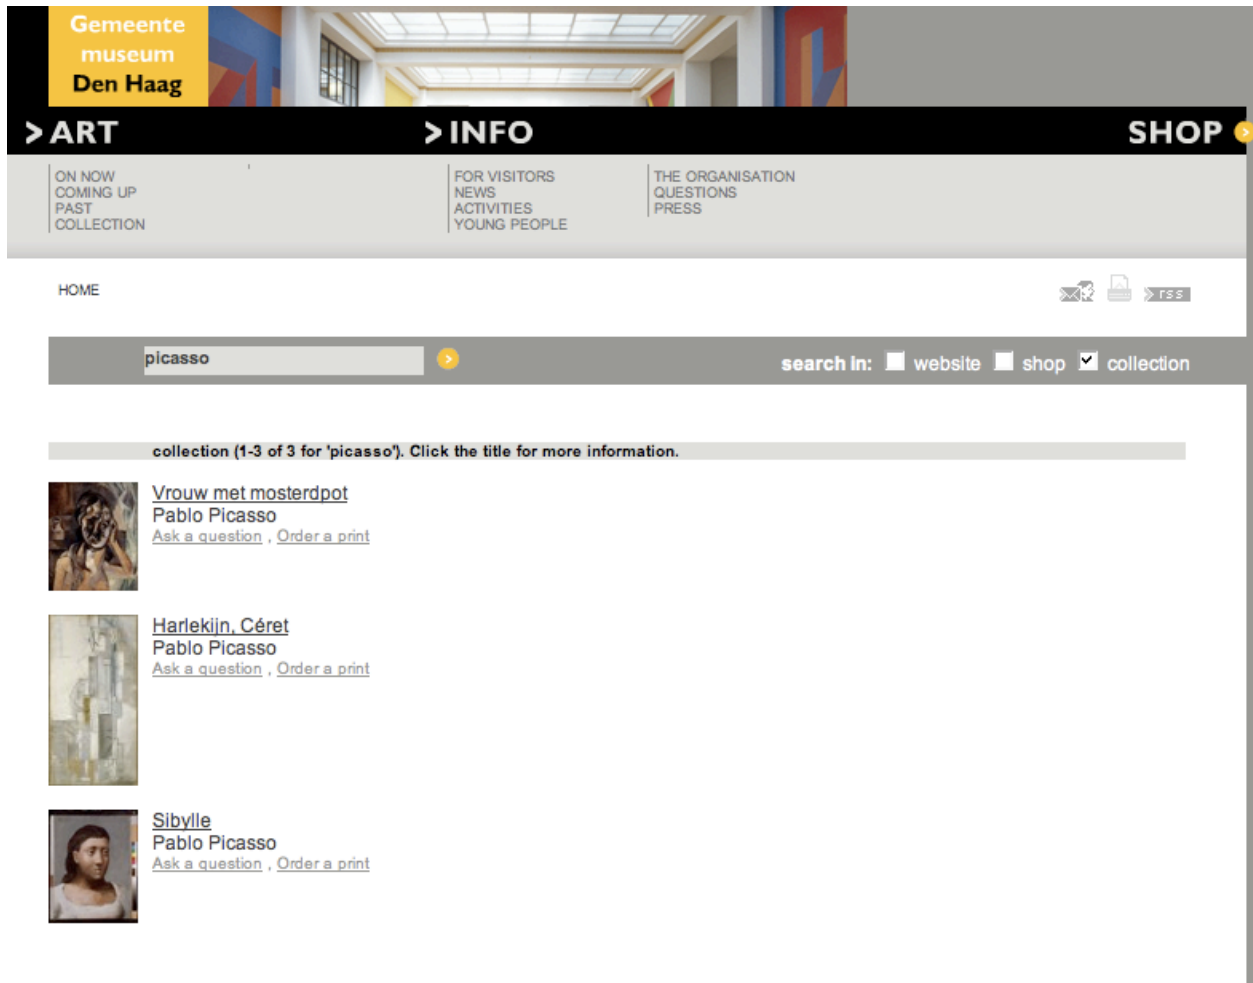 Gemeente
museum
Den Haag
>ART
>INFO
SHOP
ON NOW
COMING UP
PAST
COLLECTION
FOR VISITORS
NEWS
ACTIVITIES
YOUNG PEOPLE
THE ORGANISATION
QUESTIONS
PRESS
HOME
rss
picasso
search in: website shop collection
collection (1-3 of 3 for 'picasso'). Click the title for more information.
Vrouw met mosterdpot
Pablo Picasso
Ask a question , Order a print
Harlekijn, Céret
Pablo Picasso
Ask a question , Order a print
Sibylle
Pablo Picasso
Ask a question , Order a print